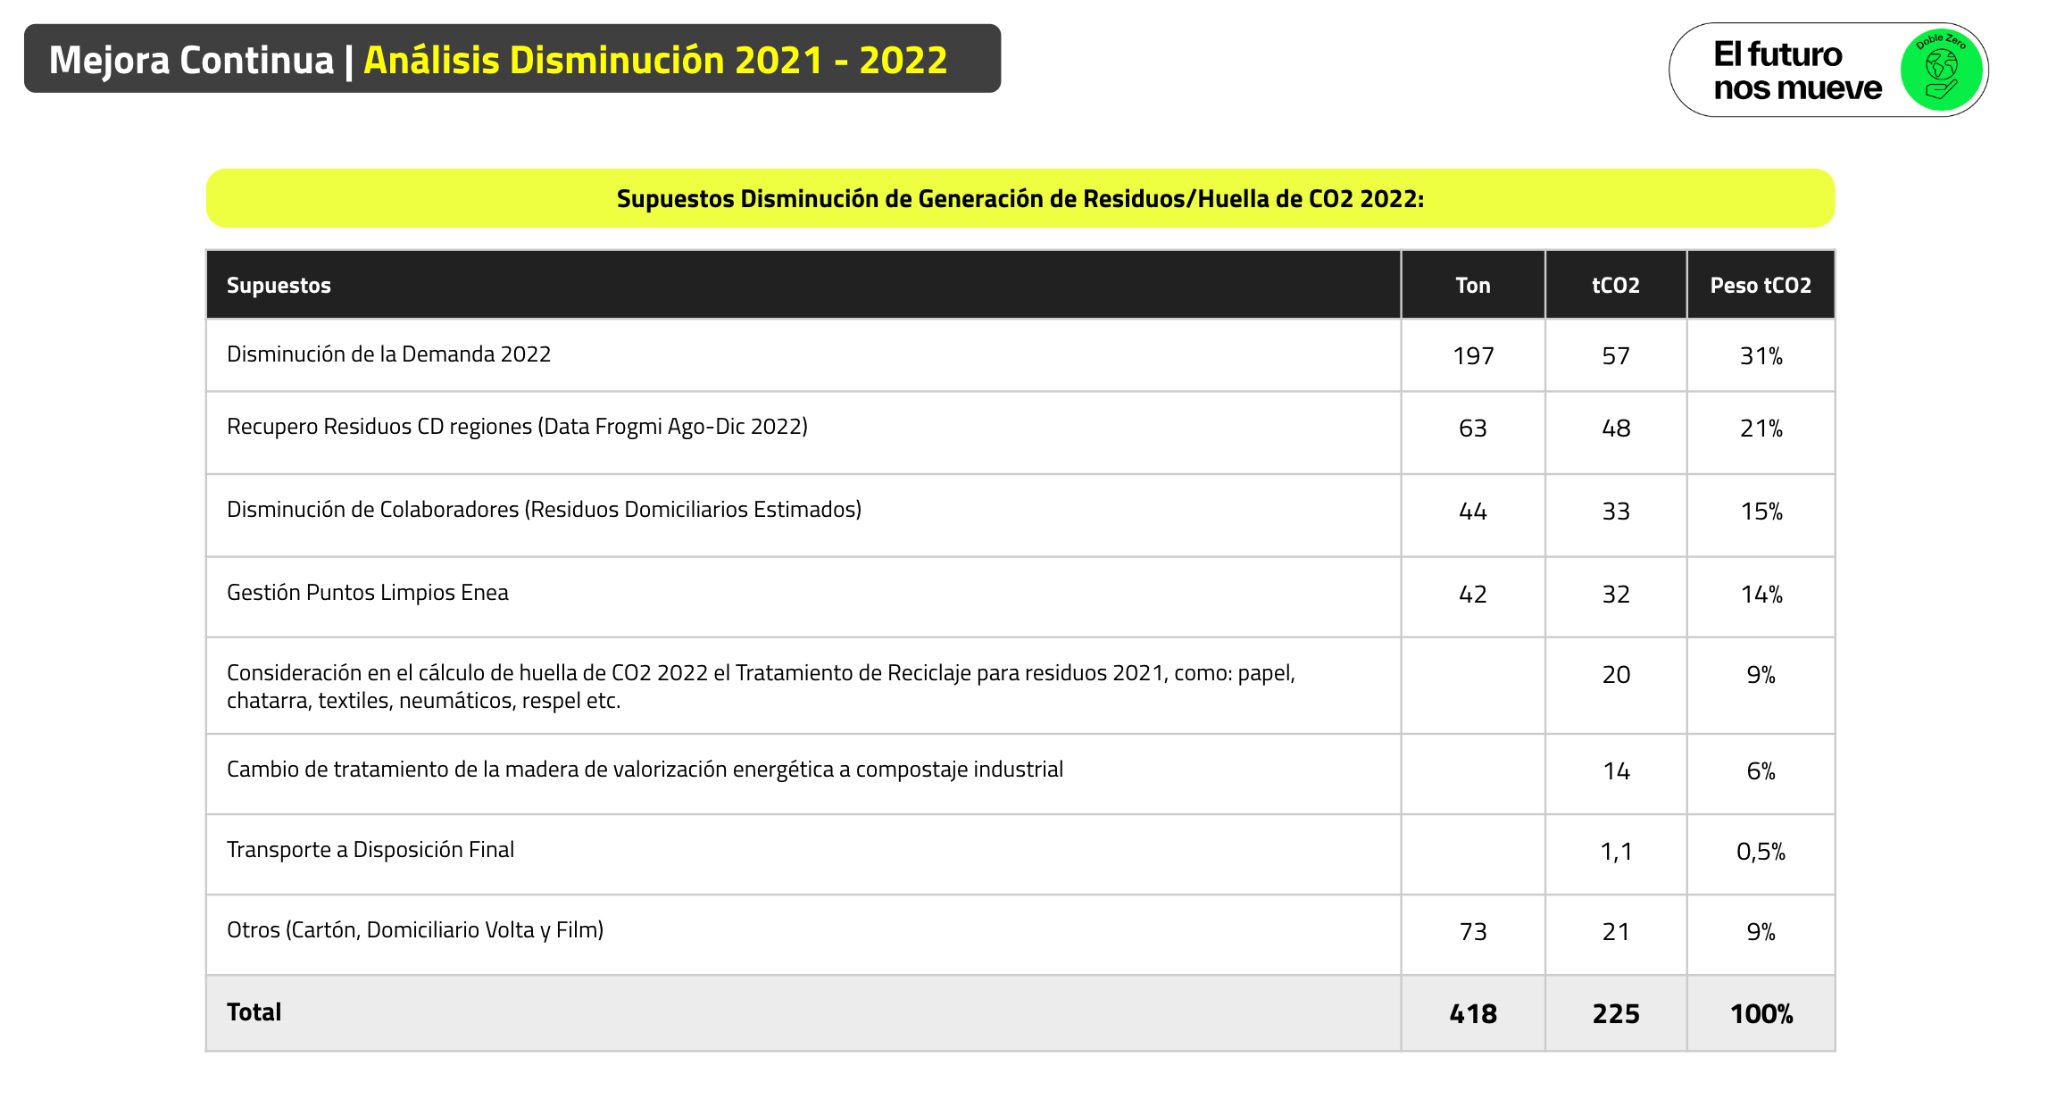 Mejora Continua | Análisis Disminución 2021 - 2022
El futuro
nos mueve
Doble Zero
Supuestos Disminución de Generación de Residuos/Huella de CO2 2022:
Supuestos Ton tCO2 Peso tCO2
Disminución de la Demanda 2022 197 57 31%
Recupero Residuos CD regiones (Data Frogmi Ago-Dic 2022) 63 48 21%
Disminución de Colaboradores (Residuos Domiciliarios Estimados) 44 33 15%
Gestión Puntos Limpios Enea 42 32 14%
Consideración en el cálculo de huella de CO2 2022 el Tratamiento de Reciclaje para residuos 2021, como: papel,
chatarra, textiles, neumáticos, respel etc. 20 9%
Cambio de tratamiento de la madera de valorización energética a compostaje industrial 14 6%
Transporte a Disposición Final 1,1 0,5%
Otros (Cartón, Domiciliario Volta y Film) 73 21 9%
Total 418 225 100%